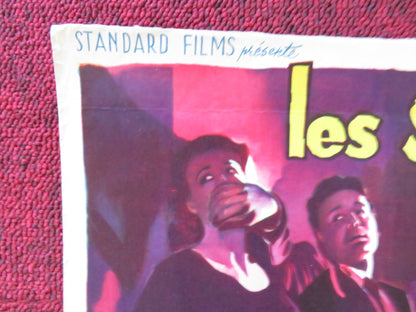 STANDARD FILMS présente
les S